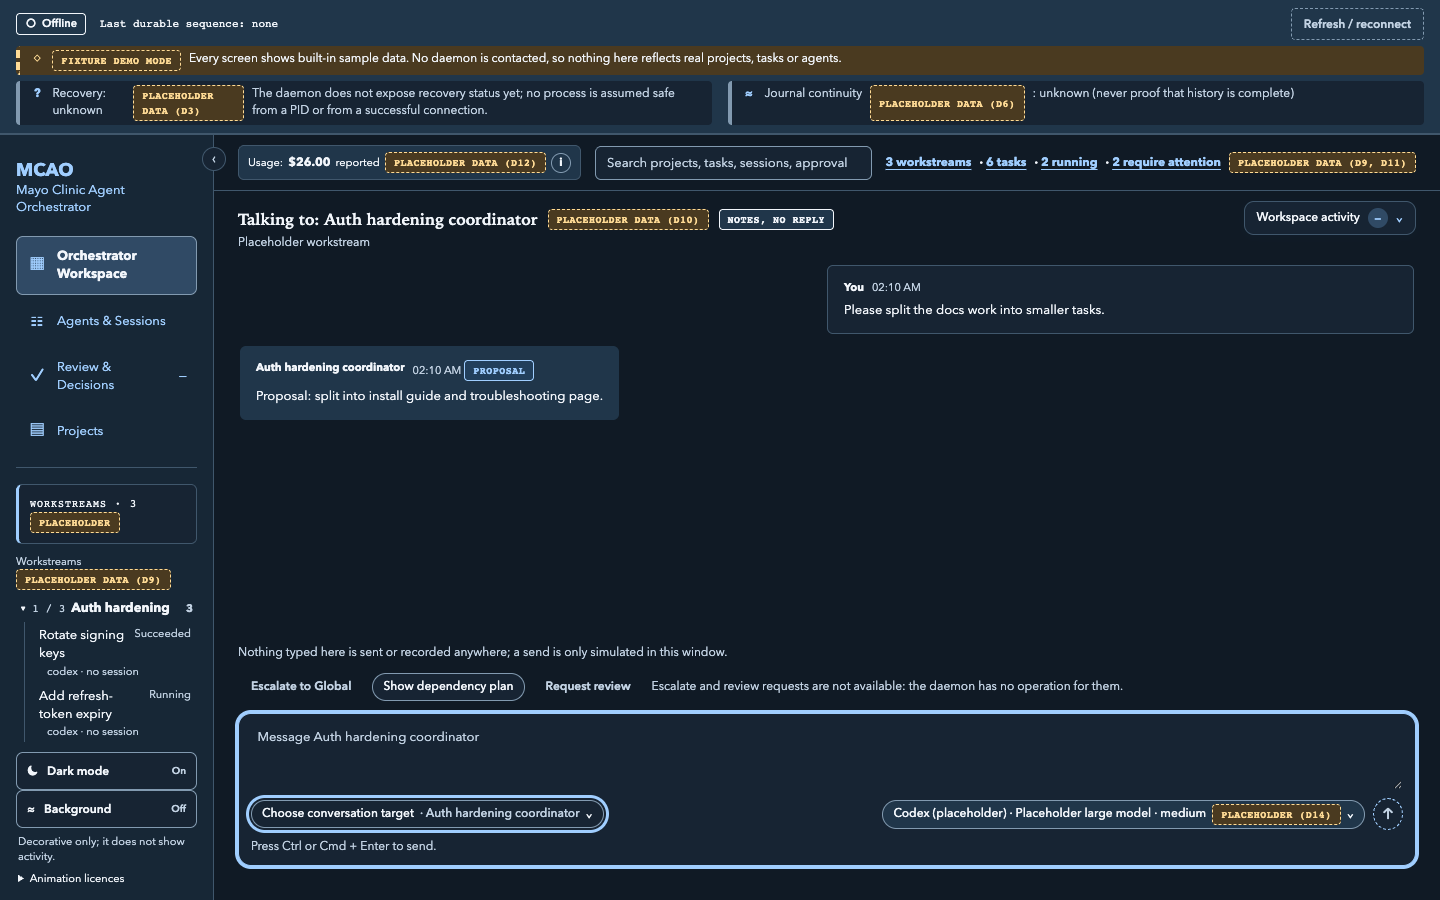 Offline
Last durable sequence: none
Refresh / reconnect
FIXTURE DEMO MODE Every screen shows built-in sample data. No daemon is contacted, so nothing here reflects real projects, tasks or agents.
? Recovery: unknown
PLACEHOLDER DATA (D3)
The daemon does not expose recovery status yet; no process is assumed safe
from a PID or from a successful connection.
≈ Journal continuity PLACEHOLDER DATA (D6) : unknown (never proof that history is complete)
MCAO
Mayo Clinic Agent
Orchestrator
Orchestrator
Workspace
Agents & Sessions
Review &
Decisions –
Projects
WORKSTREAMS · 3
PLACEHOLDER
Workstreams
PLACEHOLDER DATA (D9)
1 / 3 Auth hardening 3
Rotate signing
keys
Succeeded
codex · no session
Add refresh-
token expiry
Running
codex · no session
Dark mode On
≈ Background Off
Decorative only; it does not show
activity.
Animation licences
Usage: $26.00 reported PLACEHOLDER DATA (D12) i
Search projects, tasks, sessions, approval
3 workstreams · 6 tasks · 2 running · 2 require attention PLACEHOLDER DATA (D9, D11)
Talking to: Auth hardening coordinator PLACEHOLDER DATA (D10) NOTES, NO REPLY
Placeholder workstream
Workspace activity –
You 02:10 AM
Please split the docs work into smaller tasks.
Auth hardening coordinator 02:10 AM PROPOSAL
Proposal: split into install guide and troubleshooting page.
Nothing typed here is sent or recorded anywhere; a send is only simulated in this window.
Escalate to Global Show dependency plan Request review Escalate and review requests are not available: the daemon has no operation for them.
Message Auth hardening coordinator
Choose conversation target · Auth hardening coordinator
Codex (placeholder) · Placeholder large model · medium PLACEHOLDER (D14)
Press Ctrl or Cmd + Enter to send.